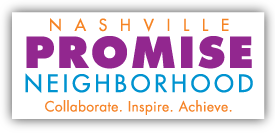 NASHVILLE
PROMISE
NEIGHBORHOOD
Collaborate. Inspire. Achieve.